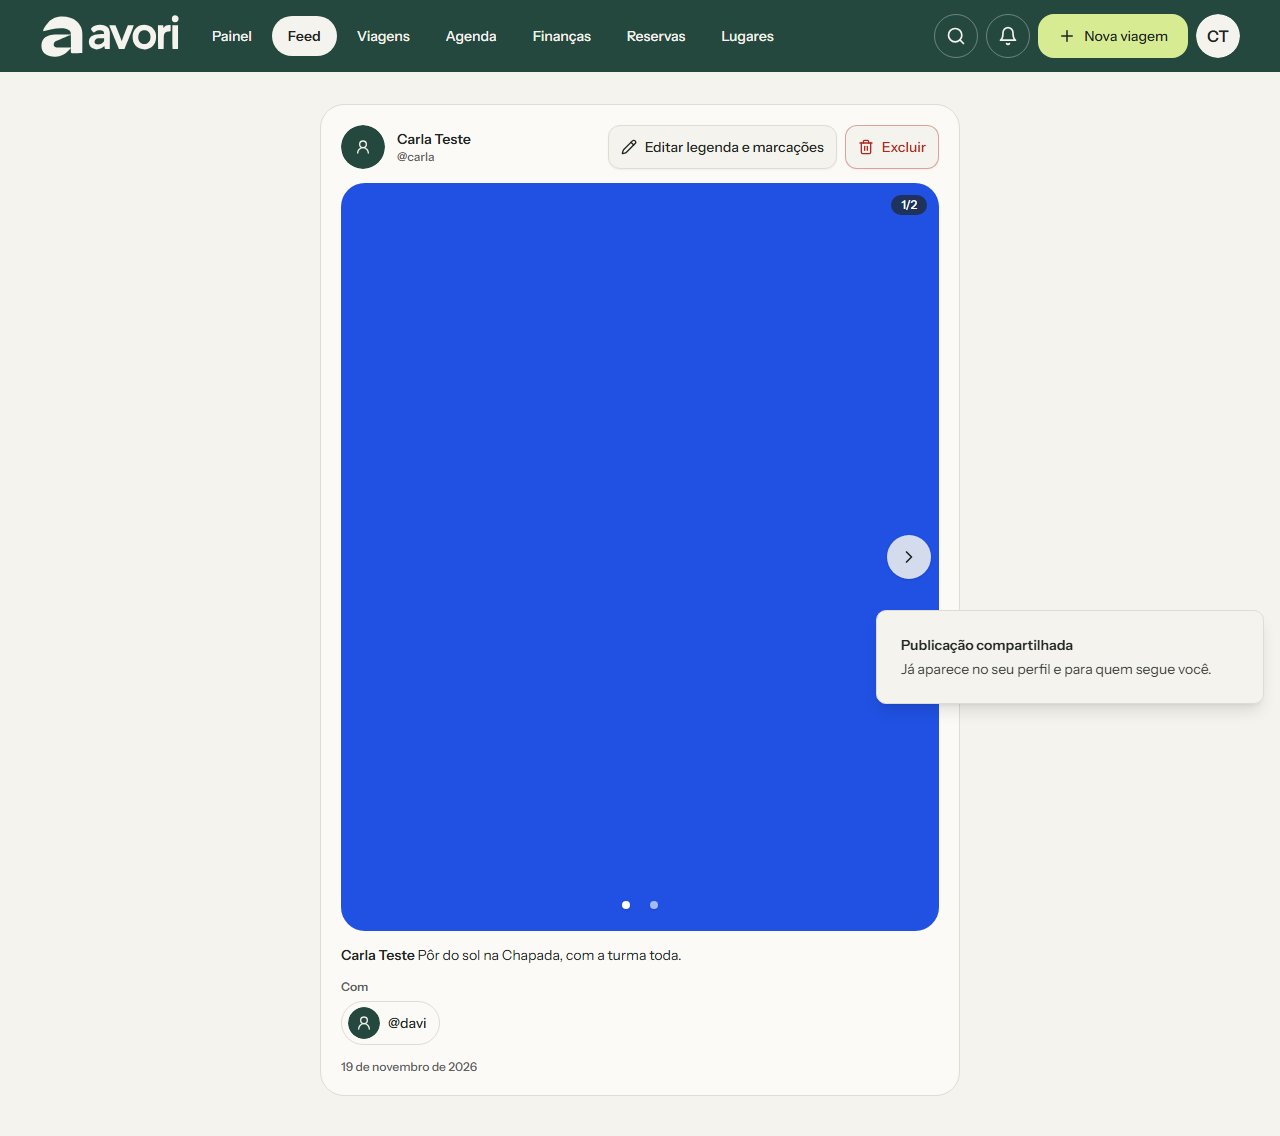 a avori
Painel
Feed
Viagens
Agenda
Finanças
Reservas
Lugares
Nova viagem
CT
Carla Teste
@carla
Editar legenda e marcações
Excluir
1/2
Publicação compartilhada
Já aparece no seu perfil e para quem segue você.
Carla Teste Pôr do sol na Chapada, com a turma toda.
Com
@davi
19 de novembro de 2026